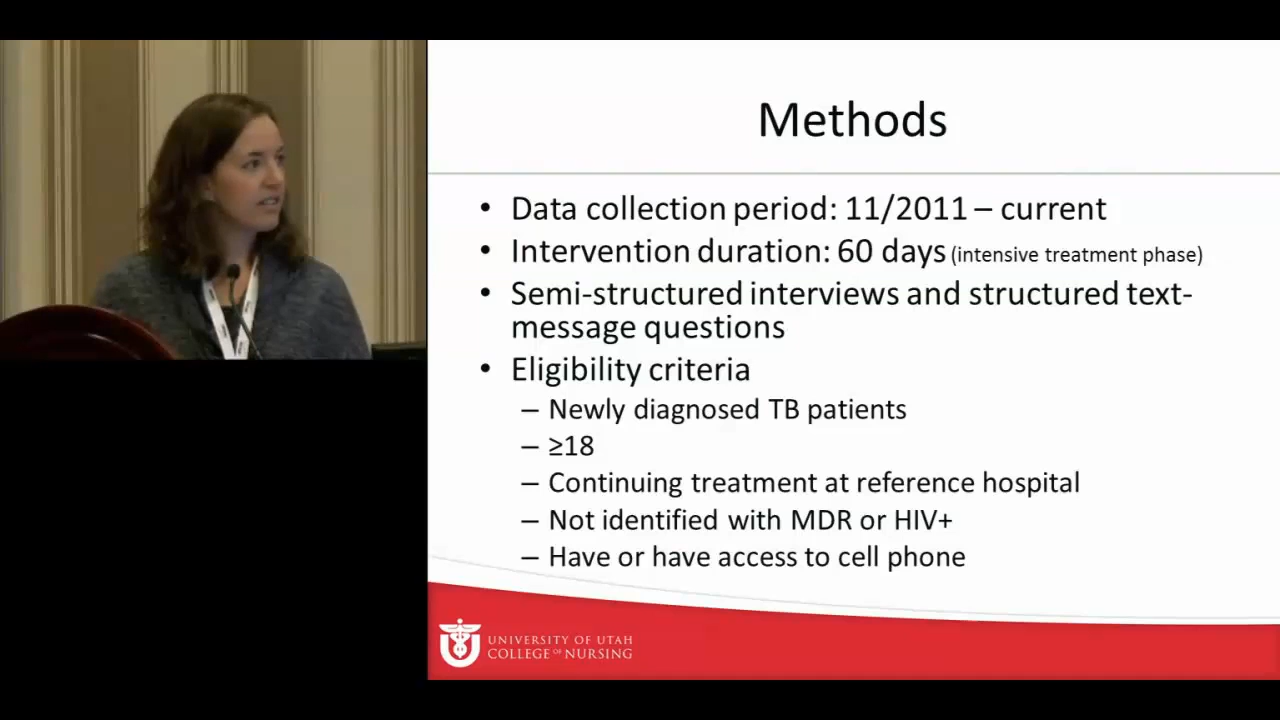 Methods
• Data collection period: 11/2011 – current
• Intervention duration: 60 days (intensive treatment phase)
• Semi-structured interviews and structured text-
message questions
• Eligibility criteria
– Newly diagnosed TB patients
– ≥18
– Continuing treatment at reference hospital
– Not identified with MDR or HIV+
– Have or have access to cell phone
UNIVERSITY OF UTAH
COLLEGE OF NURSING